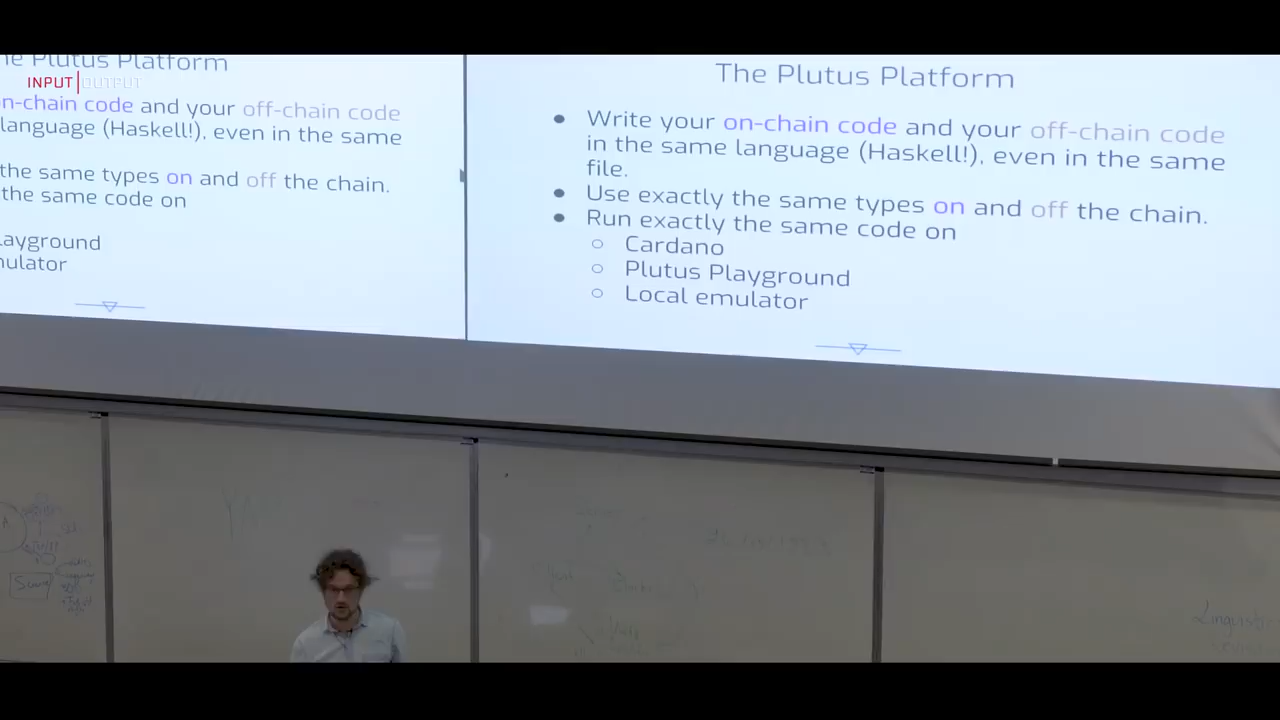 he Plutus Platform
INPUT|OUTPUT
n-chain code and your off-chain code
language (Haskell!), even in the same
the same types on and off the chain.
the same code on
layground
mulator
The Plutus Platform
● Write your on-chain code and your off-chain code
in the same language (Haskell!), even in the same
file.
● Use exactly the same types on and off the chain.
● Run exactly the same code on
○ Cardano
○ Plutus Playground
○ Local emulator